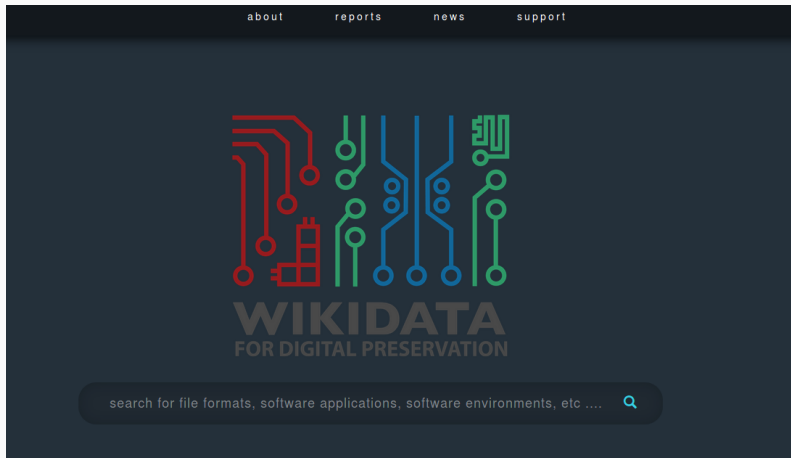 about reports news support
WIKIDATA
FOR DIGITAL PRESERVATION
search for file formats, software applications, software environments, etc ....